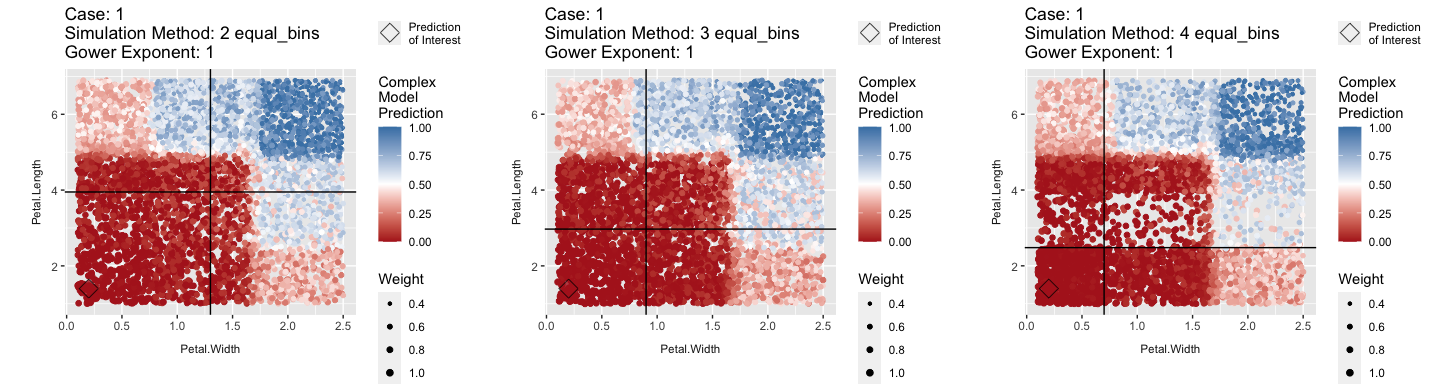 Case: 1
Simulation Method: 2 equal_bins
Gower Exponent: 1
Prediction
of Interest
Complex
Model
Prediction
1.00
0.75
0.50
0.25
0.00
Weight
0.4
0.6
0.8
1.0
Petal.Length
6
4
2
0.0 0.5 1.0 1.5 2.0 2.5
Petal.Width
Case: 1
Simulation Method: 3 equal_bins
Gower Exponent: 1
Prediction
of Interest
Complex
Model
Prediction
1.00
0.75
0.50
0.25
0.00
Weight
0.4
0.6
0.8
1.0
Petal.Length
6
4
2
0.0 0.5 1.0 1.5 2.0 2.5
Petal.Width
Case: 1
Simulation Method: 4 equal_bins
Gower Exponent: 1
Prediction
of Interest
Complex
Model
Prediction
1.00
0.75
0.50
0.25
0.00
Weight
0.4
0.6
0.8
1.0
Petal.Length
6
4
2
0.0 0.5 1.0 1.5 2.0 2.5
Petal.Width